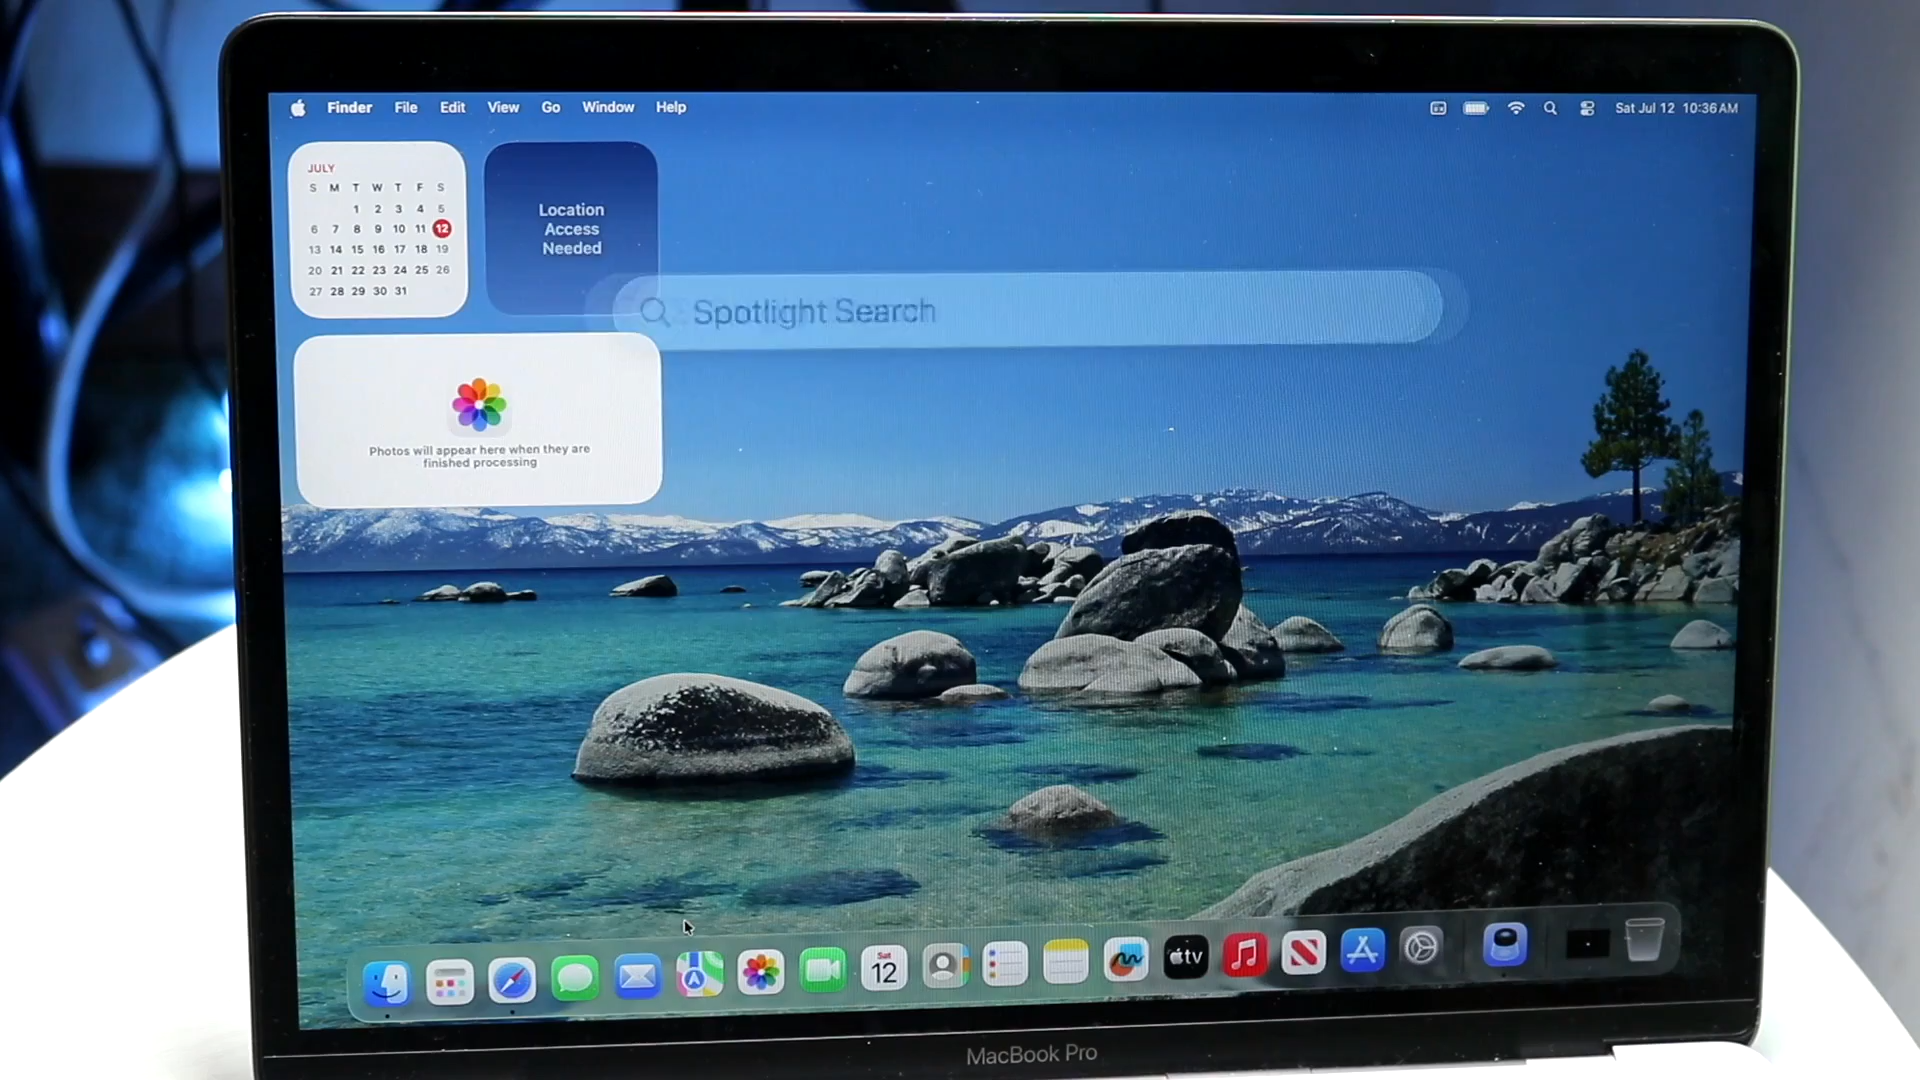 Finder File Edit View Go Window Help
Sat Jul 12 10:36 AM
JULY
S M T W T F S
1 2 3 4 5
6 7 8 9 10 11 12
13 14 15 16 17 18 19
20 21 22 23 24 25 26
27 28 29 30 31
Location
Access
Needed
Spotlight Search
Photos will appear here when they are
finished processing
Sat
12
tv
MacBook Pro